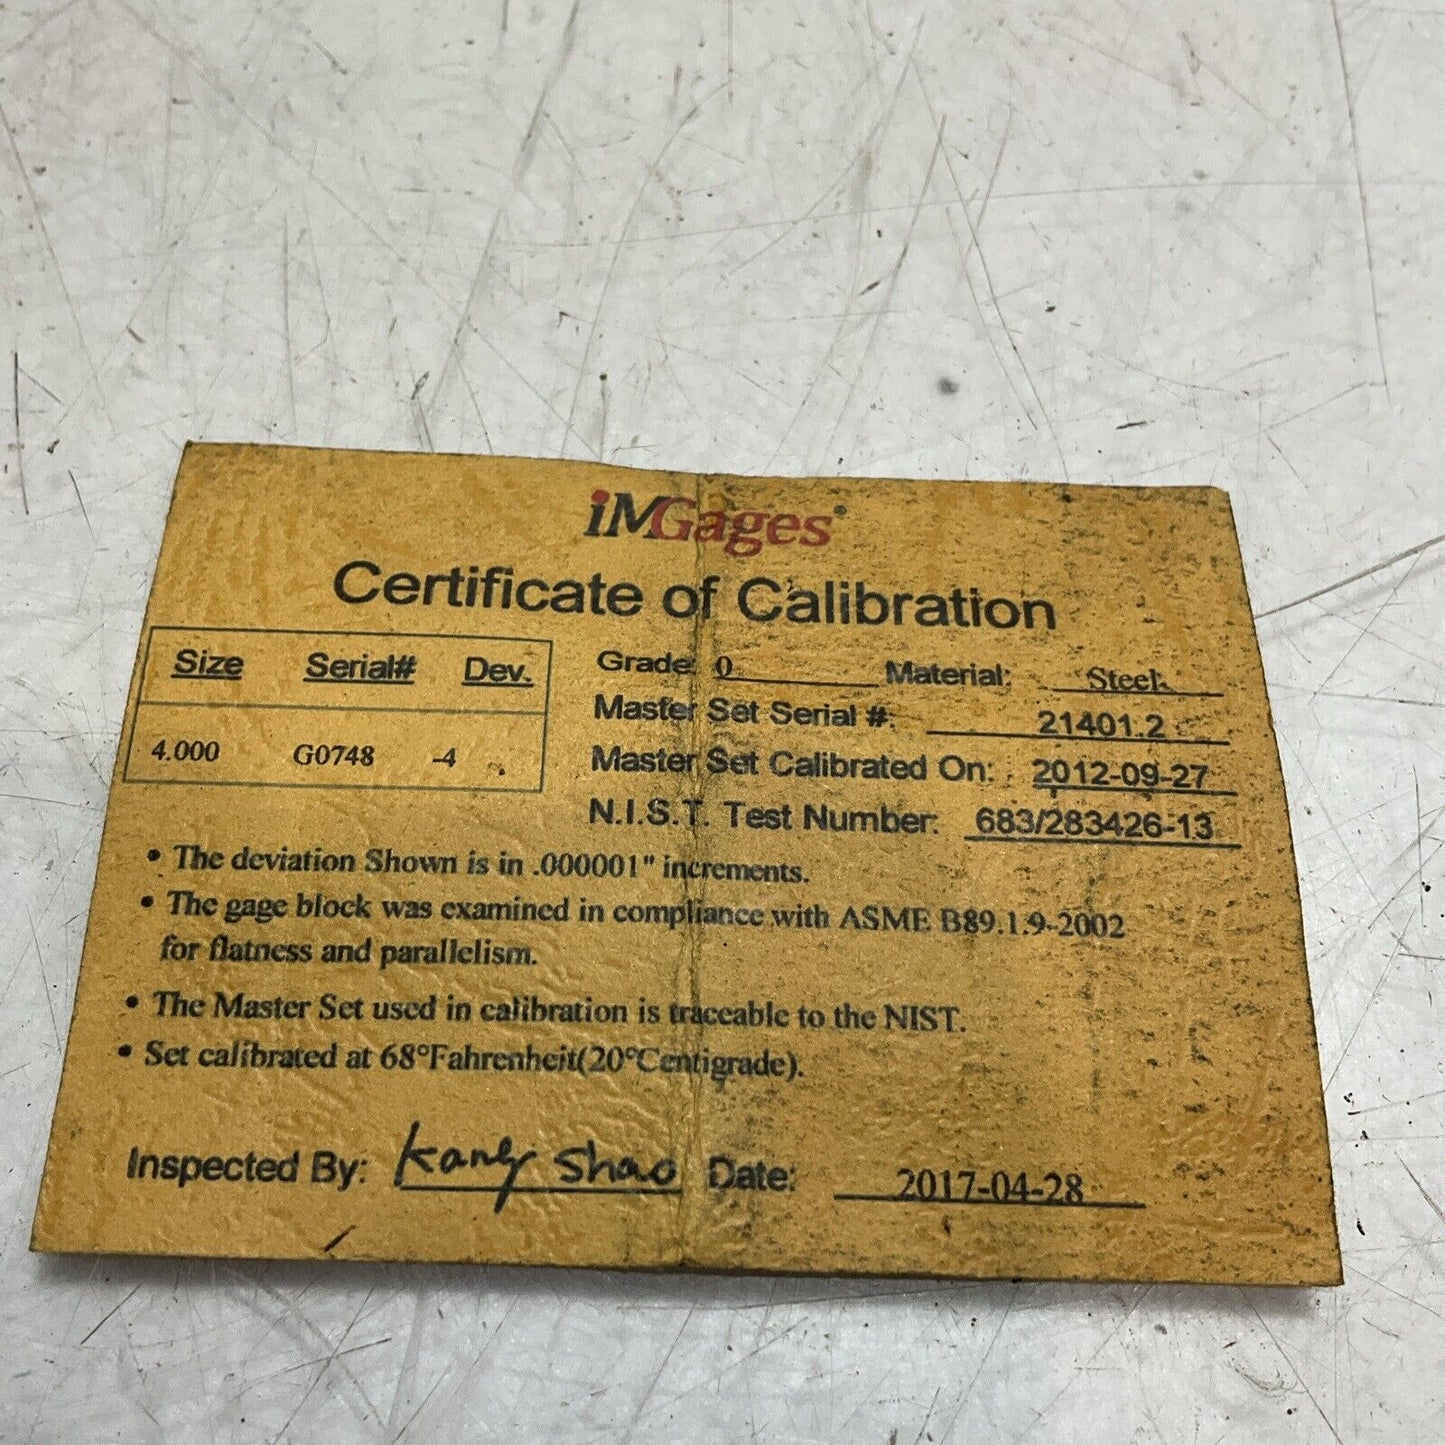 iMGages®
Certificate of Calibration
Size Serial# Dev.
4.000 G0748 -4
Grade: 0 Material: Steel
Master Set Serial #: 21401.2
Master Set Calibrated On: 2012-09-27
N.I.S.T. Test Number: 683/283426-13
• The deviation Shown is in .000001" increments.
• The gage block was examined in compliance with ASME B89.1.9-2002
for flatness and parallelism.
• The Master Set used in calibration is traceable to the NIST.
• Set calibrated at 68°Fahrenheit(20°Centigrade).
Inspected By: Kang Shao Date: 2017-04-28